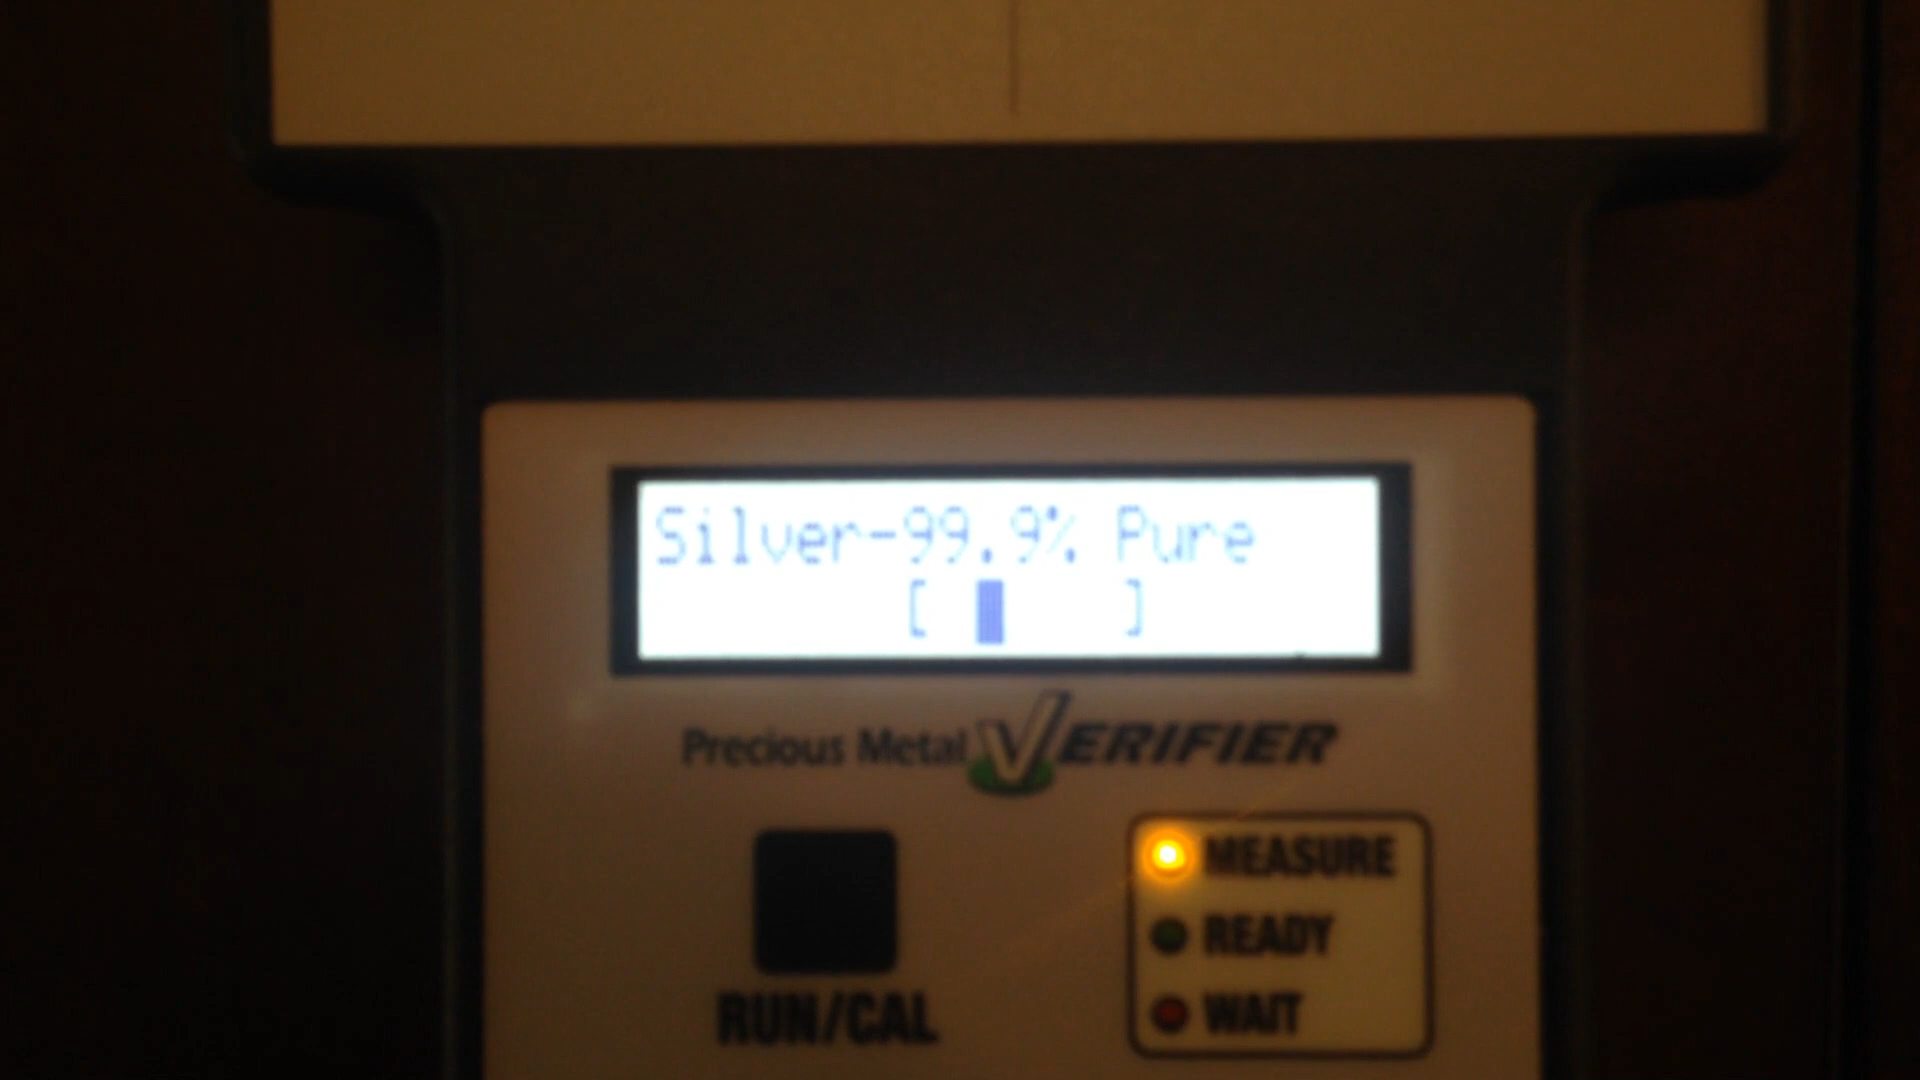 Silver-99.9% Pure
[ █ ]
Precious Metal VERIFIER
RUN/CAL
MEASURE
READY
WAIT